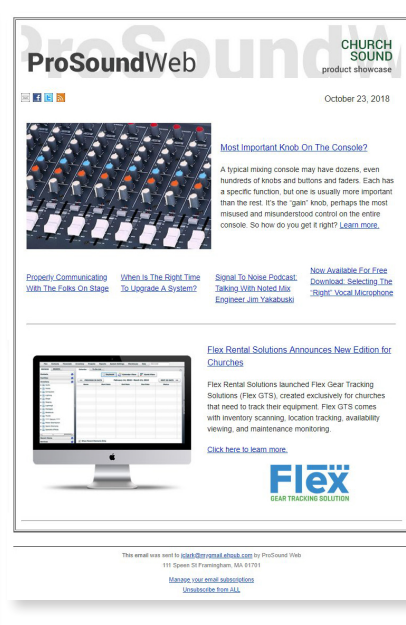 ProSoundWeb
CHURCH
SOUND
product showcase
October 23, 2018
Most Important Knob On The Console?
A typical mixing console may have dozens, even
hundreds of knobs and buttons and faders. Each has
a specific function, but one is usually more important
than the rest. It's the "gain" knob, perhaps the most
misused and misunderstood control on the entire
console. So how do you get it right? Learn more.
Properly Communicating
With The Folks On Stage
When Is The Right Time
To Upgrade A System?
Signal To Noise Podcast:
Talking With Noted Mix
Engineer Jim Yakabuski
Now Available For Free
Download: Selecting The
"Right" Vocal Microphone
Flex Rental Solutions Announces New Edition for
Churches
Flex Rental Solutions launched Flex Gear Tracking
Solutions (Flex GTS), created exclusively for churches
that need to track their equipment. Flex GTS comes
with inventory scanning, location tracking, availability
viewing, and maintenance monitoring.
Click here to learn more.
Flex
GEAR TRACKING SOLUTION
This email was sent to jclark@mygmail.ehpub.com by ProSound Web
111 Speen St Framingham, MA 01701
Manage your email subscriptions
Unsubscribe from ALL